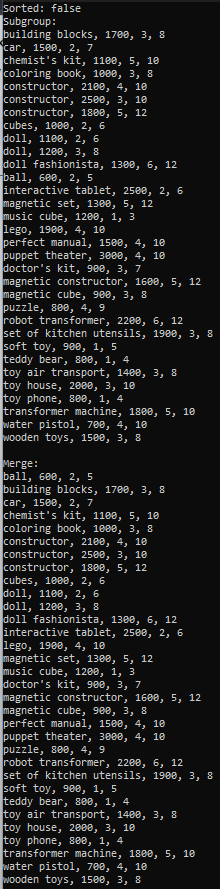 Sorted: false
Subgroup:
building blocks, 1700, 3, 8
car, 1500, 2, 7
chemist's kit, 1100, 5, 10
coloring book, 1000, 3, 8
constructor, 2100, 4, 10
constructor, 2500, 3, 10
constructor, 1800, 5, 12
cubes, 1000, 2, 6
doll, 1100, 2, 6
doll, 1200, 3, 8
doll fashionista, 1300, 6, 12
ball, 600, 2, 5
interactive tablet, 2500, 2, 6
magnetic set, 1300, 5, 12
music cube, 1200, 1, 3
lego, 1900, 4, 10
perfect manual, 1500, 4, 10
puppet theater, 3000, 4, 10
doctor's kit, 900, 3, 7
magnetic constructor, 1600, 5, 12
magnetic cube, 900, 3, 8
puzzle, 800, 4, 9
robot transformer, 2200, 6, 12
set of kitchen utensils, 1900, 3, 8
soft toy, 900, 1, 5
teddy bear, 800, 1, 4
toy air transport, 1400, 3, 8
toy house, 2000, 3, 10
toy phone, 800, 1, 4
transformer machine, 1800, 5, 10
water pistol, 700, 4, 10
wooden toys, 1500, 3, 8

Merge:
ball, 600, 2, 5
building blocks, 1700, 3, 8
car, 1500, 2, 7
chemist's kit, 1100, 5, 10
coloring book, 1000, 3, 8
constructor, 2100, 4, 10
constructor, 2500, 3, 10
constructor, 1800, 5, 12
cubes, 1000, 2, 6
doll, 1100, 2, 6
doll, 1200, 3, 8
doll fashionista, 1300, 6, 12
interactive tablet, 2500, 2, 6
lego, 1900, 4, 10
magnetic set, 1300, 5, 12
music cube, 1200, 1, 3
doctor's kit, 900, 3, 7
magnetic constructor, 1600, 5, 12
magnetic cube, 900, 3, 8
perfect manual, 1500, 4, 10
puppet theater, 3000, 4, 10
puzzle, 800, 4, 9
robot transformer, 2200, 6, 12
set of kitchen utensils, 1900, 3, 8
soft toy, 900, 1, 5
teddy bear, 800, 1, 4
toy air transport, 1400, 3, 8
toy house, 2000, 3, 10
toy phone, 800, 1, 4
transformer machine, 1800, 5, 10
water pistol, 700, 4, 10
wooden toys, 1500, 3, 8